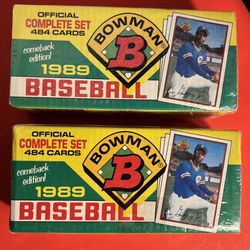 OFFICIAL
COMPLETE SET
484 CARDS
comeback
edition!
1989
BASEBALL
BOWMAN
B
OFFICIAL
COMPLETE SET
484 CARDS
comeback
edition!
1989
BASEBALL
BOWMAN
B